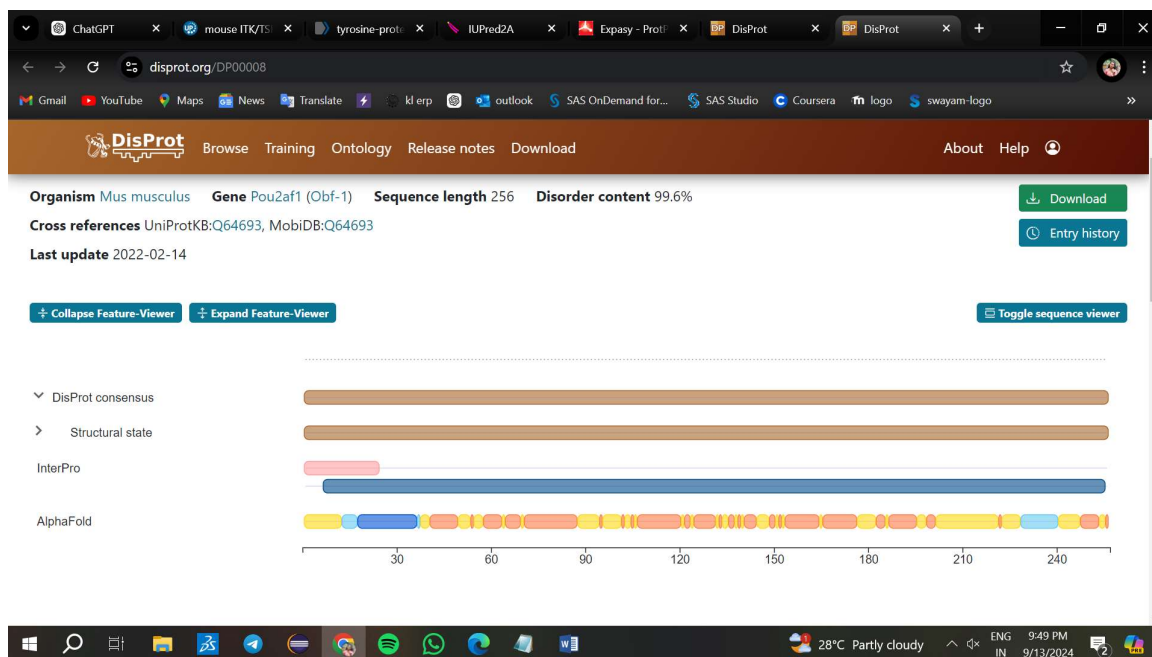 ChatGPT mouse ITK/TS tyrosine-prote IUPred2A Expasy - ProtP DisProt DisProt
disprot.org/DP00008
Gmail YouTube Maps News Translate kl erp outlook SAS OnDemand for... SAS Studio Coursera m logo swayam-logo »
DisProt Browse Training Ontology Release notes Download About Help
Organism Mus musculus Gene Pou2af1 (Obf-1) Sequence length 256 Disorder content 99.6% Download
Cross references UniProtKB:Q64693, MobiDB:Q64693 Entry history
Last update 2022-02-14
Collapse Feature-Viewer Expand Feature-Viewer Toggle sequence viewer
DisProt consensus
Structural state
InterPro
AlphaFold
30 60 90 120 150 180 210 240
28°C Partly cloudy ENG 9:49 PM
IN 9/13/2024 2